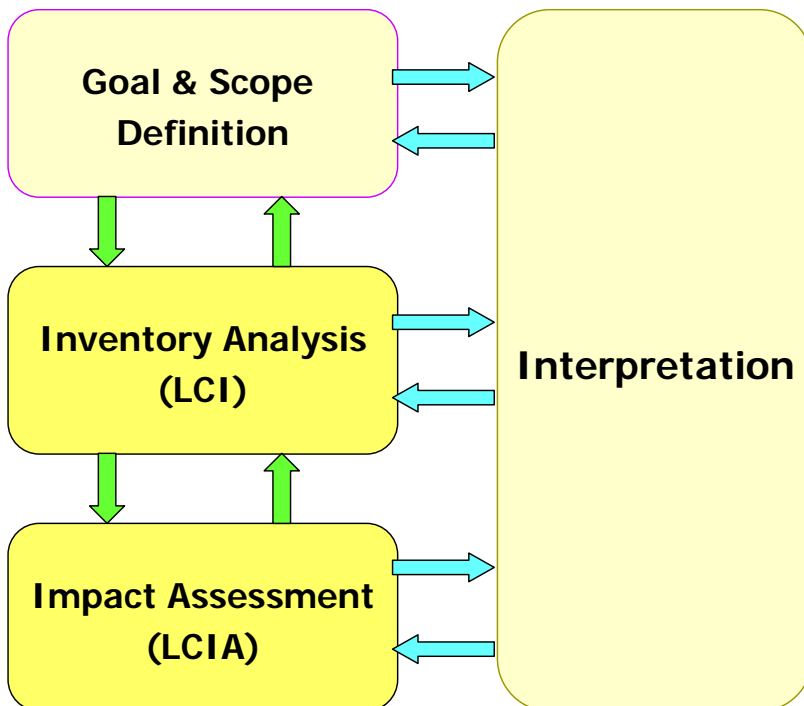 Goal & Scope
Definition
Inventory Analysis
(LCI)
Interpretation
Impact Assessment
(LCIA)